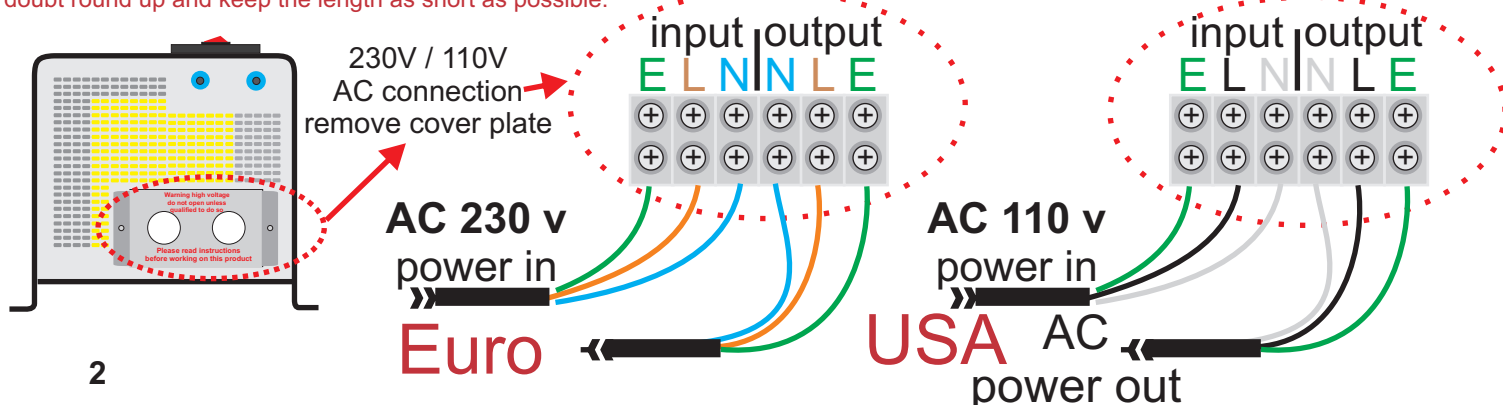 doubt round up and keep the length as short as possible.
230V / 110V
AC connection
remove cover plate
Warning high voltage
do not open unless
qualified to do so
Please read instructions
before working on this product
2
input output
E L N N L E
AC 230 v
power in
Euro
input output
E L N N L E
AC 110 v
power in
USA AC
power out